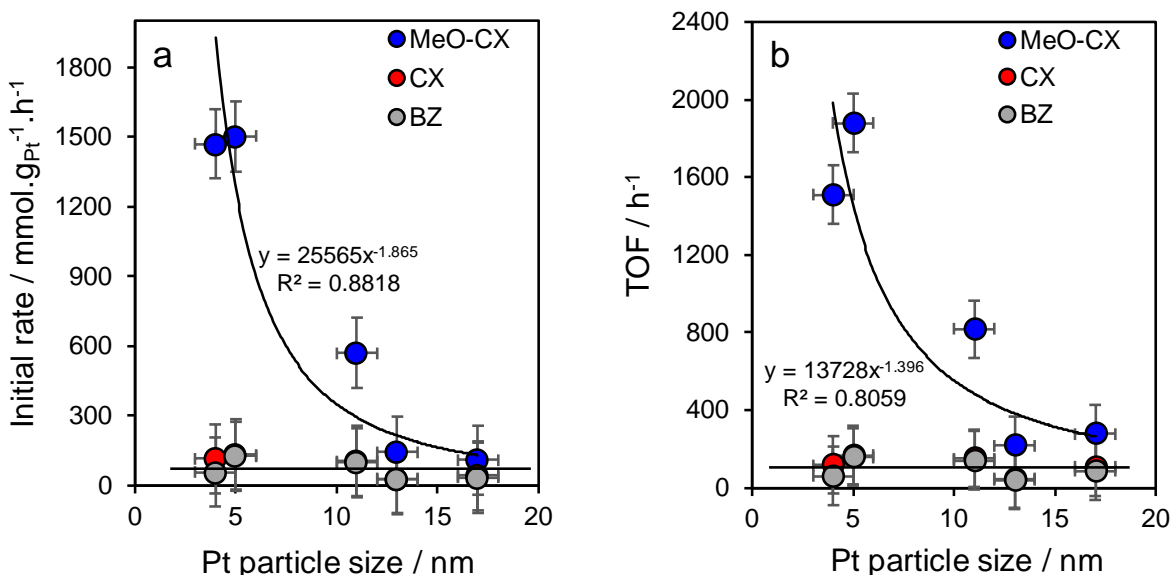 a
MeO-CX
CX
BZ
1800
1500
1200
900
600
300
0
Initial rate / mmol.gPt⁻¹.h⁻¹
y = 25565x⁻¹·⁸⁶⁵
R² = 0.8818
0 5 10 15 20
Pt particle size / nm
b
MeO-CX
CX
BZ
2400
2000
1600
1200
800
400
0
TOF / h⁻¹
y = 13728x⁻¹·³⁹⁶
R² = 0.8059
0 5 10 15 20
Pt particle size / nm